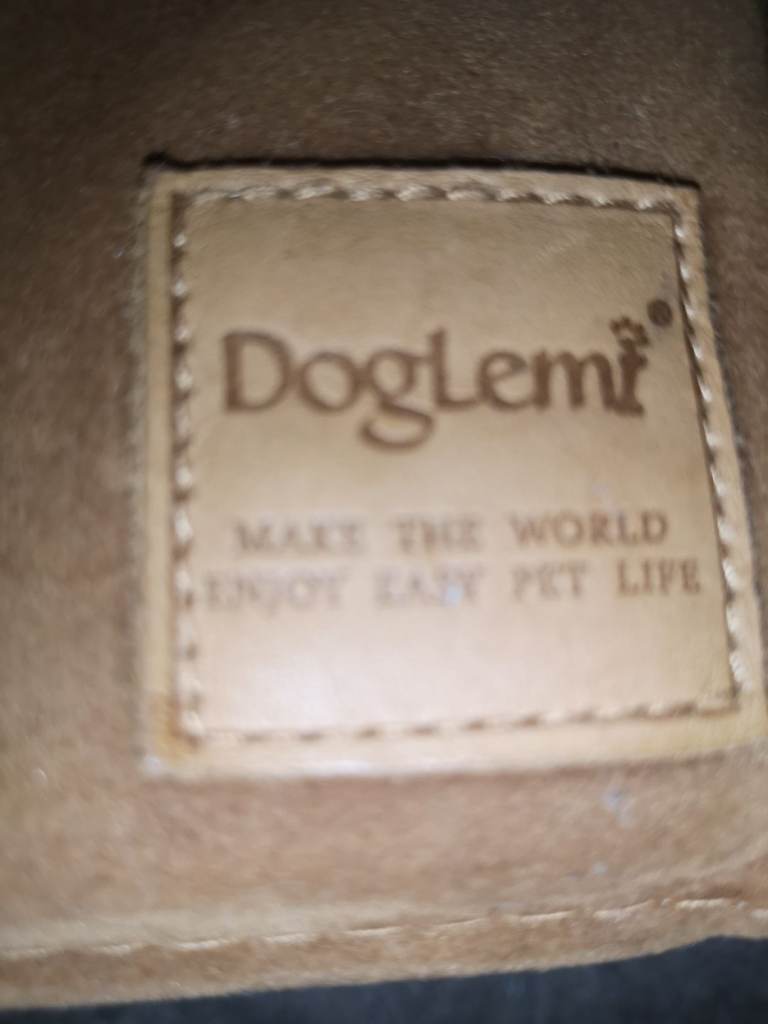 DogLemi®
MAKE THE WORLD
ENJOY EASY PET LIFE